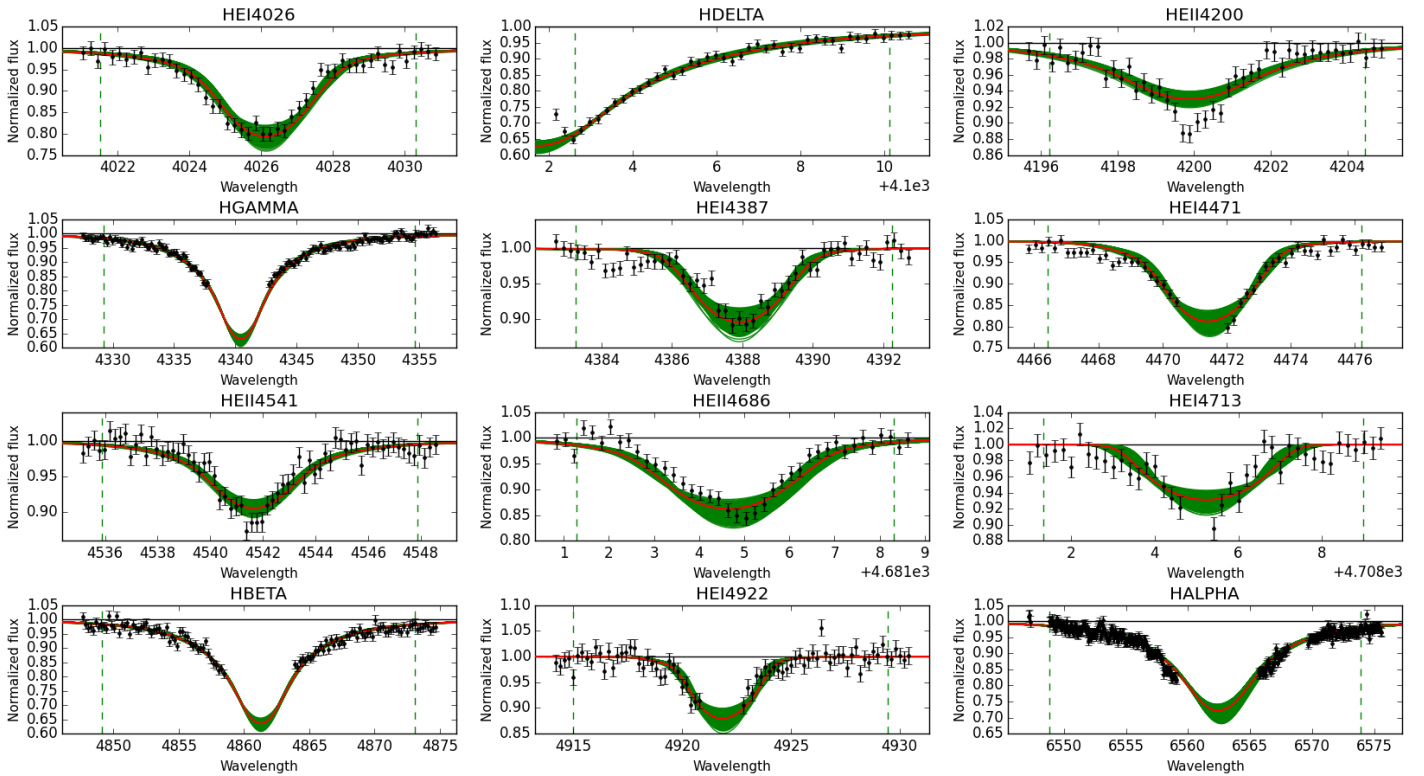 HEI4026 HDELTA HEII4200
Normalized flux 1.05 1.00 0.95 0.90 0.85 0.80 0.75
4022 4024 4026 4028 4030
Wavelength
Normalized flux 1.00 0.95 0.90 0.85 0.80 0.75 0.70 0.65 0.60
2 4 6 8 10
Wavelength +4.1e3
Normalized flux 1.02 1.00 0.98 0.96 0.94 0.92 0.90 0.88 0.86
4196 4198 4200 4202 4204
Wavelength
HGAMMA HEI4387 HEI4471
Normalized flux 1.05 1.00 0.95 0.90 0.85 0.80 0.75 0.70 0.65 0.60
4330 4335 4340 4345 4350 4355
Wavelength
Normalized flux 1.00 0.95 0.90
4384 4386 4388 4390 4392
Wavelength
Normalized flux 1.05 1.00 0.95 0.90 0.85 0.80 0.75
4466 4468 4470 4472 4474 4476
Wavelength
HEII4541 HEII4686 HEI4713
Normalized flux 1.00 0.95 0.90
4536 4538 4540 4542 4544 4546 4548
Wavelength
Normalized flux 1.05 1.00 0.95 0.90 0.85 0.80
1 2 3 4 5 6 7 8 9
Wavelength +4.681e3
Normalized flux 1.04 1.02 1.00 0.98 0.96 0.94 0.92 0.90 0.88
2 4 6 8
Wavelength +4.708e3
HBETA HEI4922 HALPHA
Normalized flux 1.05 1.00 0.95 0.90 0.85 0.80 0.75 0.70 0.65 0.60
4850 4855 4860 4865 4870 4875
Wavelength
Normalized flux 1.10 1.05 1.00 0.95 0.90 0.85
4915 4920 4925 4930
Wavelength
Normalized flux 1.05 1.00 0.95 0.90 0.85 0.80 0.75 0.70 0.65
6550 6555 6560 6565 6570 6575
Wavelength